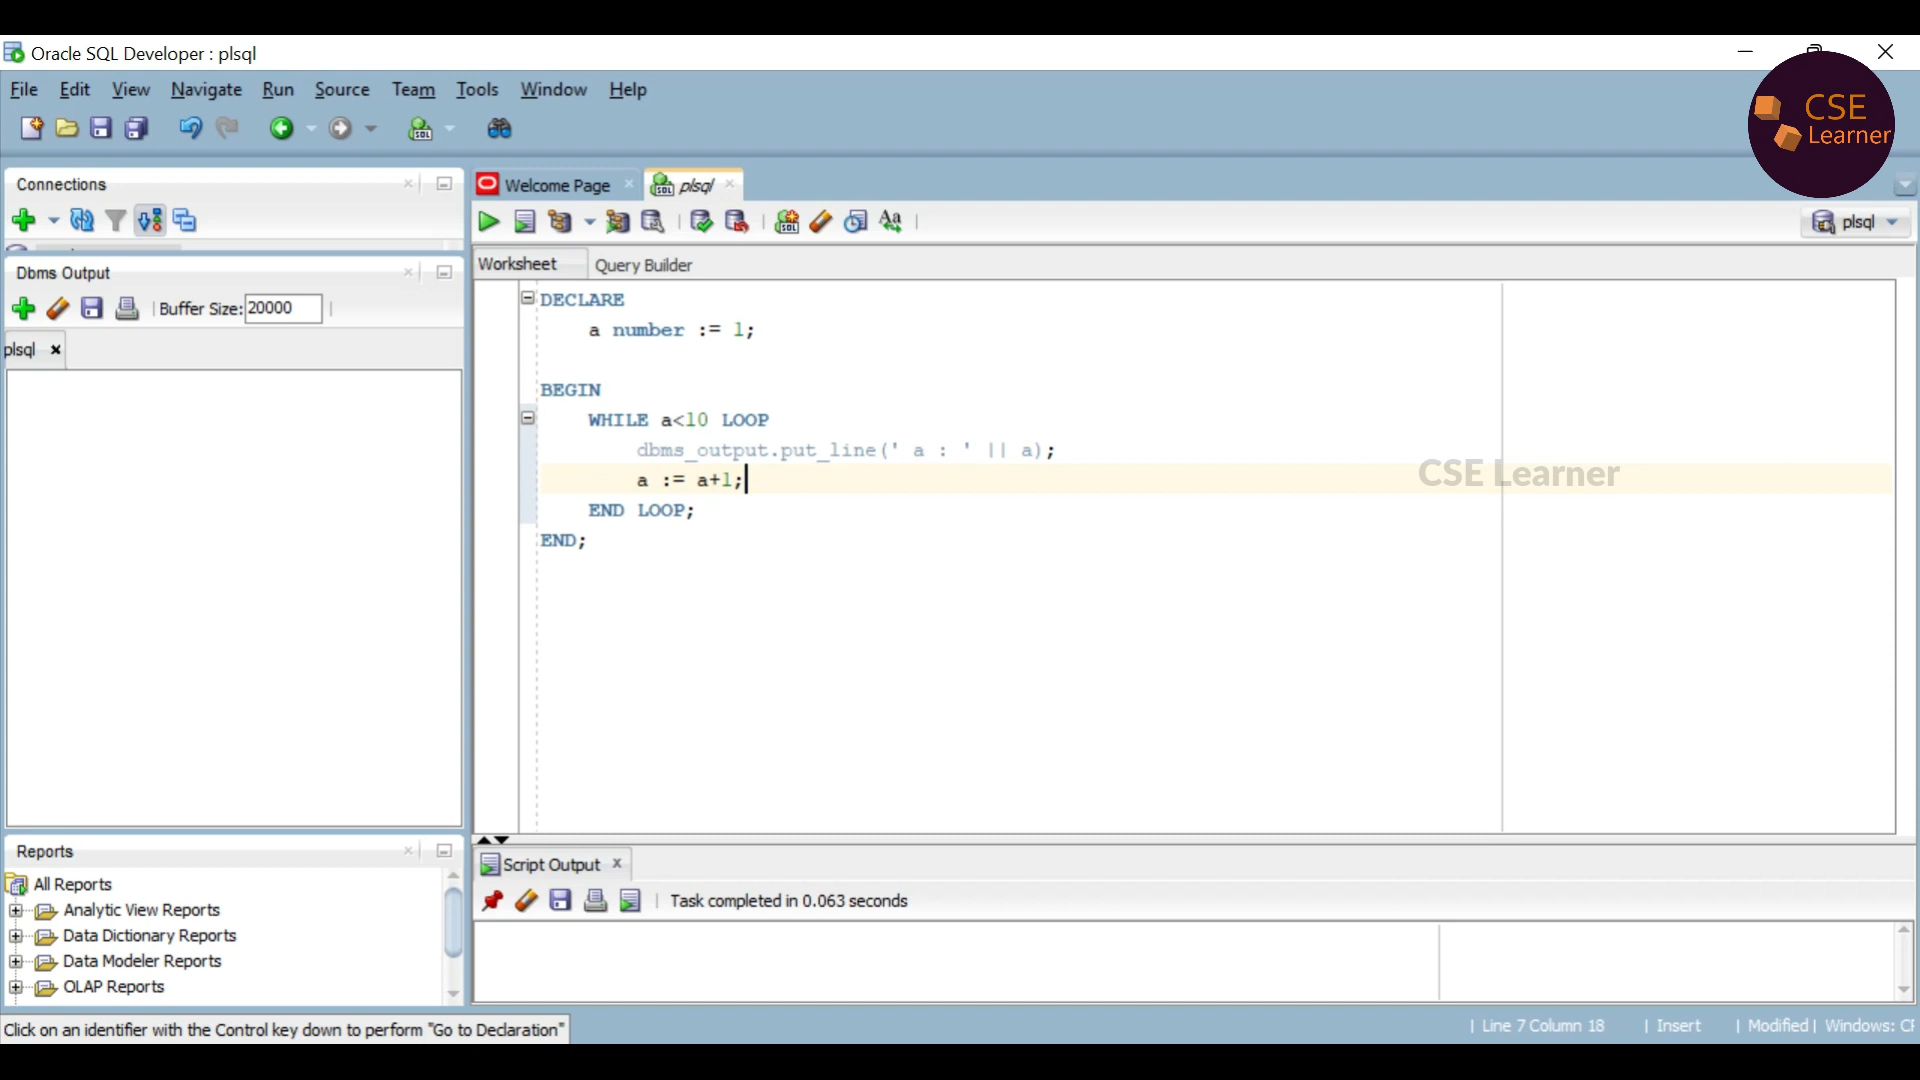 Oracle SQL Developer : plsql
File Edit View Navigate Run Source Team Tools Window Help
CSE
Learner
Connections
Welcome Page
plsql
plsql
Dbms Output
Worksheet
Query Builder
Buffer Size: 20000
plsql
DECLARE
a number := 1;
BEGIN
WHILE a<10 LOOP
dbms_output.put_line(' a : ' || a);
a := a+1;
END LOOP;
END;
CSE Learner
Reports
All Reports
Analytic View Reports
Data Dictionary Reports
Data Modeler Reports
OLAP Reports
Script Output
Task completed in 0.063 seconds
Click on an identifier with the Control key down to perform "Go to Declaration"
| Line 7 Column 18 | Insert | Modified | Windows: